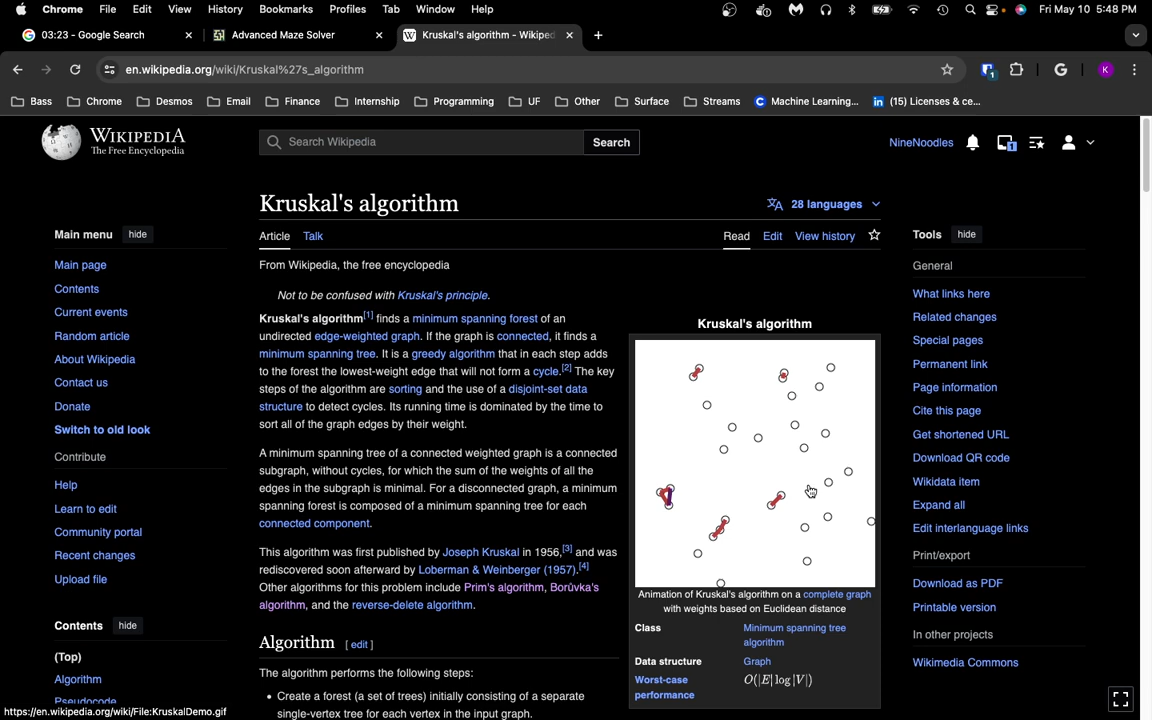 Chrome File Edit View History Bookmarks Profiles Tab Window Help Fri May 10 5:48 PM
03:23 - Google Search Advanced Maze Solver Kruskal's algorithm - Wikiped
en.wikipedia.org/wiki/Kruskal%27s_algorithm
Bass Chrome Desmos Email Finance Internship Programming UF Other Surface Streams Machine Learning... (15) Licenses & ce...
WIKIPEDIA
The Free Encyclopedia
Search Wikipedia Search
NineNoodles 1
Kruskal's algorithm
28 languages
Article Talk Read Edit View history
From Wikipedia, the free encyclopedia
Main menu hide
Main page
Contents
Current events
Random article
About Wikipedia
Contact us
Donate
Switch to old look
Contribute
Help
Learn to edit
Community portal
Recent changes
Upload file
Contents hide
(Top)
Algorithm
Pseudocode
https://en.wikipedia.org/wiki/File:KruskalDemo.gif
Not to be confused with Kruskal's principle.
Kruskal's algorithm[1] finds a minimum spanning forest of an
undirected edge-weighted graph. If the graph is connected, it finds a
minimum spanning tree. It is a greedy algorithm that in each step adds
to the forest the lowest-weight edge that will not form a cycle.[2] The key
steps of the algorithm are sorting and the use of a disjoint-set data
structure to detect cycles. Its running time is dominated by the time to
sort all of the graph edges by their weight.
A minimum spanning tree of a connected weighted graph is a connected
subgraph, without cycles, for which the sum of the weights of all the
edges in the subgraph is minimal. For a disconnected graph, a minimum
spanning forest is composed of a minimum spanning tree for each
connected component.
This algorithm was first published by Joseph Kruskal in 1956,[3] and was
rediscovered soon afterward by Loberman & Weinberger (1957).[4]
Other algorithms for this problem include Prim's algorithm, Borůvka's
algorithm, and the reverse-delete algorithm.
Algorithm [ edit ]
The algorithm performs the following steps:
• Create a forest (a set of trees) initially consisting of a separate
single-vertex tree for each vertex in the input graph.
Kruskal's algorithm
Animation of Kruskal's algorithm on a complete graph
with weights based on Euclidean distance
Class Minimum spanning tree
algorithm
Data structure Graph
Worst-case O(|E| log |V|)
performance
Tools hide
General
What links here
Related changes
Special pages
Permanent link
Page information
Cite this page
Get shortened URL
Download QR code
Wikidata item
Expand all
Edit interlanguage links
Print/export
Download as PDF
Printable version
In other projects
Wikimedia Commons